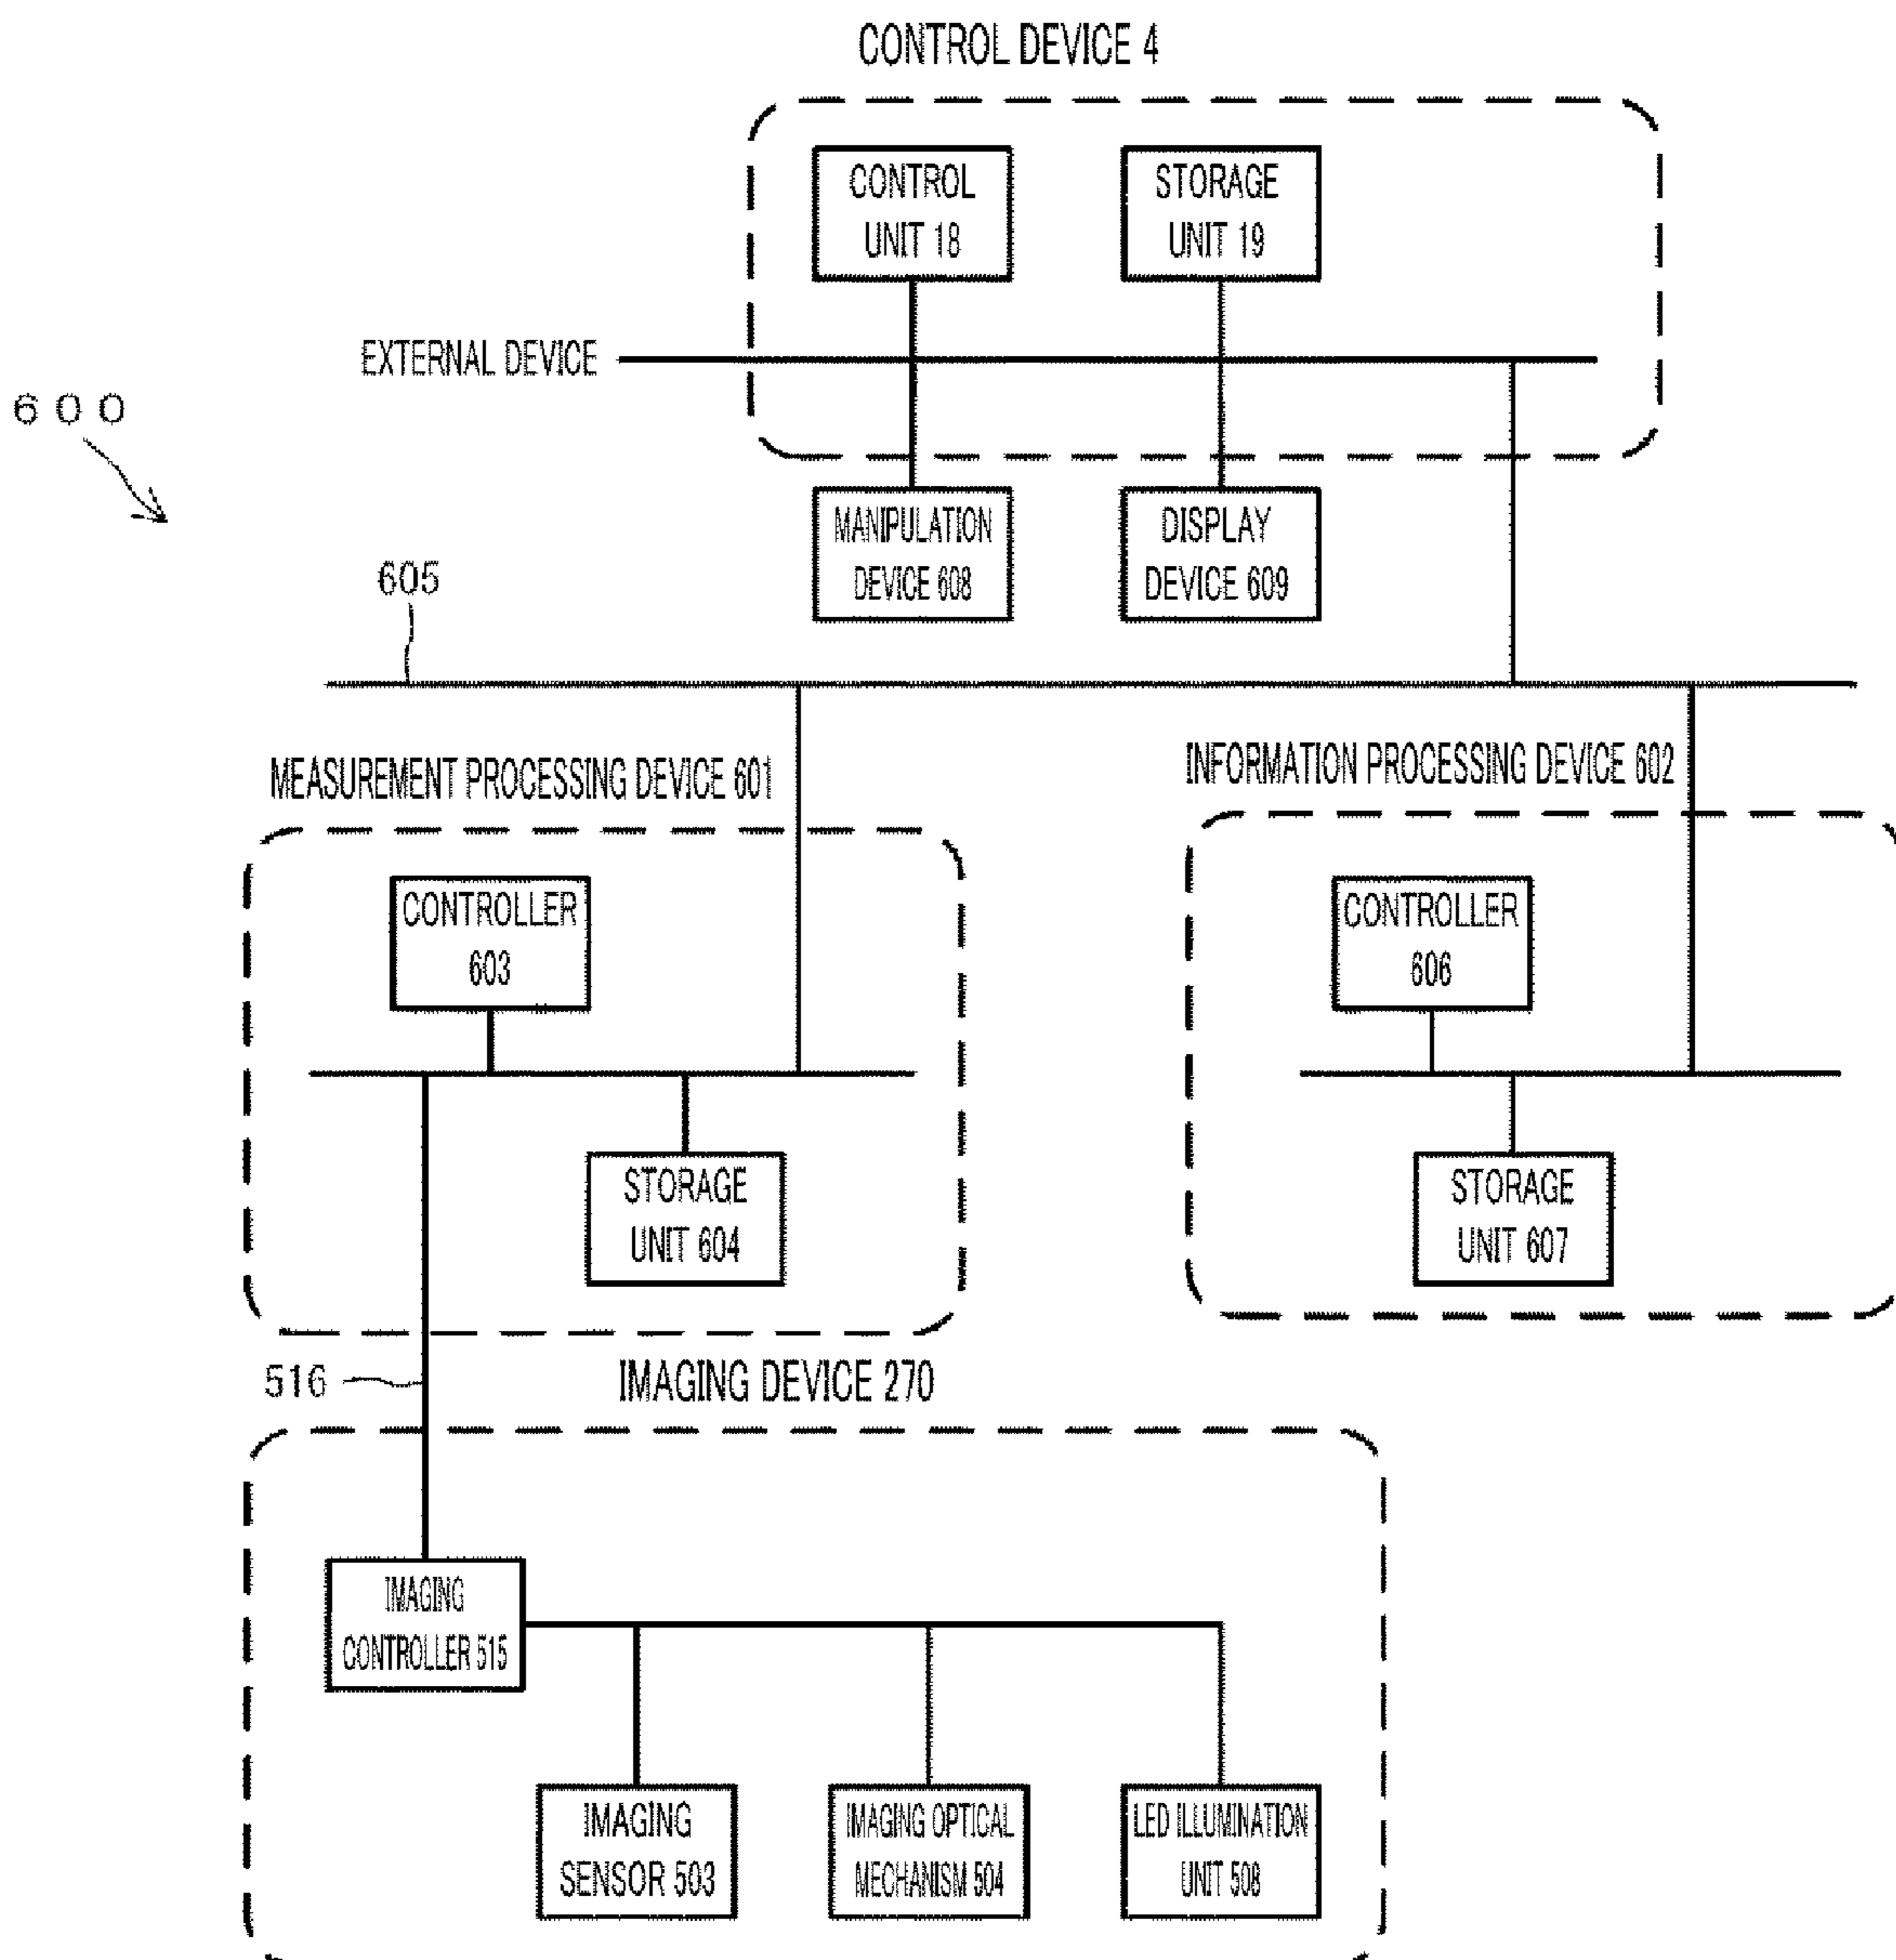 CONTROL DEVICE 4
CONTROL
UNIT 18
STORAGE
UNIT 19
EXTERNAL DEVICE
600
MANIPULATION
DEVICE 608
DISPLAY
DEVICE 609
605
MEASUREMENT PROCESSING DEVICE 601
INFORMATION PROCESSING DEVICE 602
CONTROLLER
603
CONTROLLER
606
STORAGE
UNIT 604
STORAGE
UNIT 607
516
IMAGING DEVICE 270
IMAGING
CONTROLLER 515
IMAGING
SENSOR 503
IMAGING OPTICAL
MECHANISM 504
LED ILLUMINATION
UNIT 508